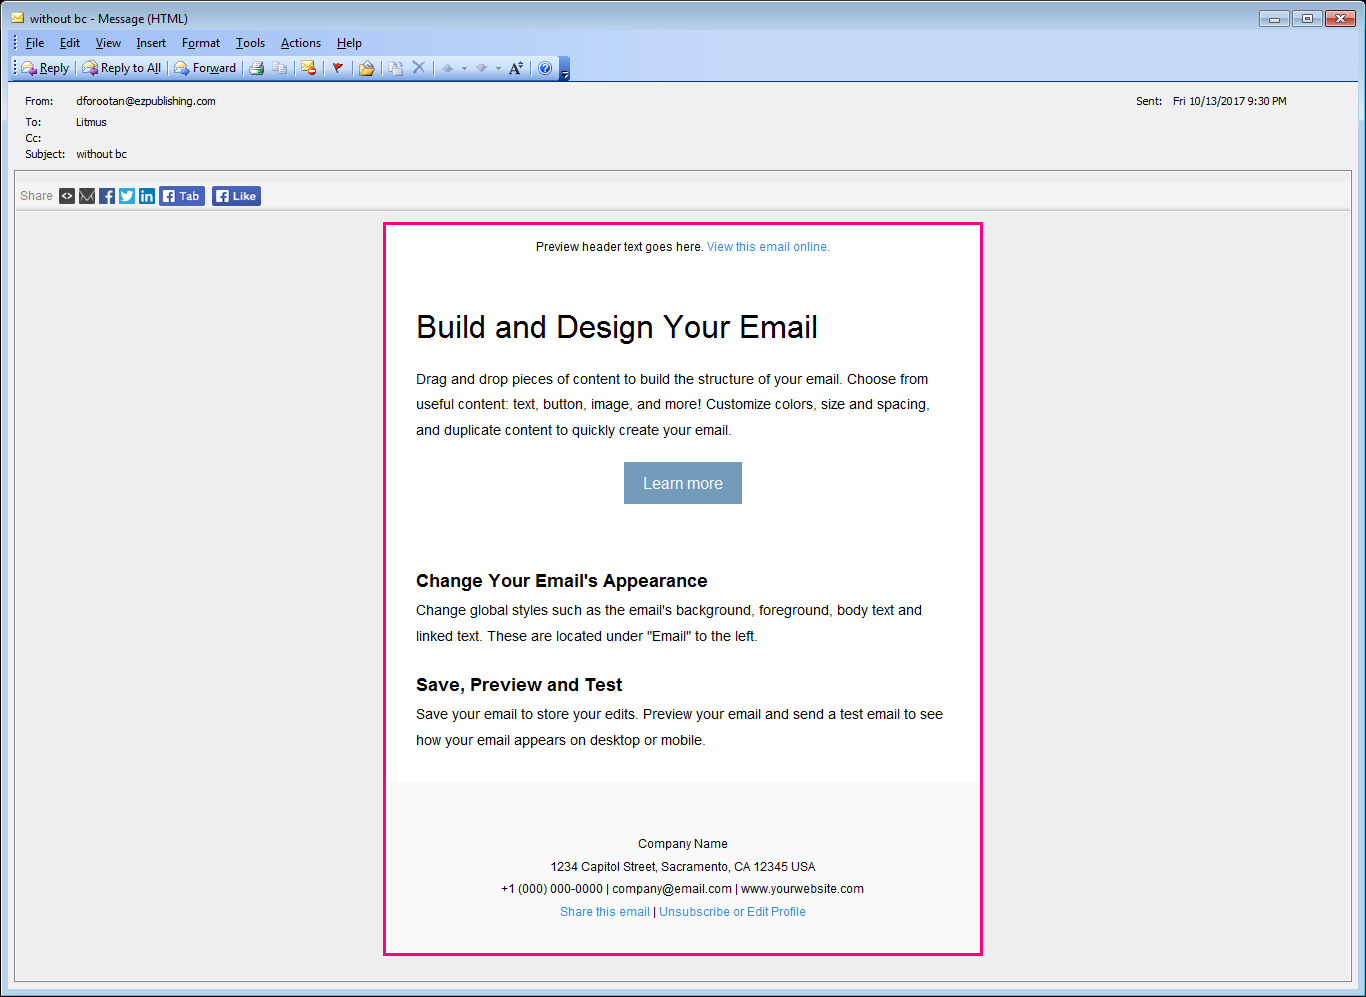 without bc - Message (HTML)
File Edit View Insert Format Tools Actions Help
Reply Reply to All Forward
From: dforootan@ezpublishing.com Sent: Fri 10/13/2017 9:30 PM
To: Litmus
Cc:
Subject: without bc
Share Tab Like
Preview header text goes here. View this email online.
Build and Design Your Email
Drag and drop pieces of content to build the structure of your email. Choose from
useful content: text, button, image, and more! Customize colors, size and spacing,
and duplicate content to quickly create your email.
Learn more
Change Your Email's Appearance
Change global styles such as the email's background, foreground, body text and
linked text. These are located under "Email" to the left.
Save, Preview and Test
Save your email to store your edits. Preview your email and send a test email to see
how your email appears on desktop or mobile.
Company Name
1234 Capitol Street, Sacramento, CA 12345 USA
+1 (000) 000-0000 | company@email.com | www.yourwebsite.com
Share this email | Unsubscribe or Edit Profile